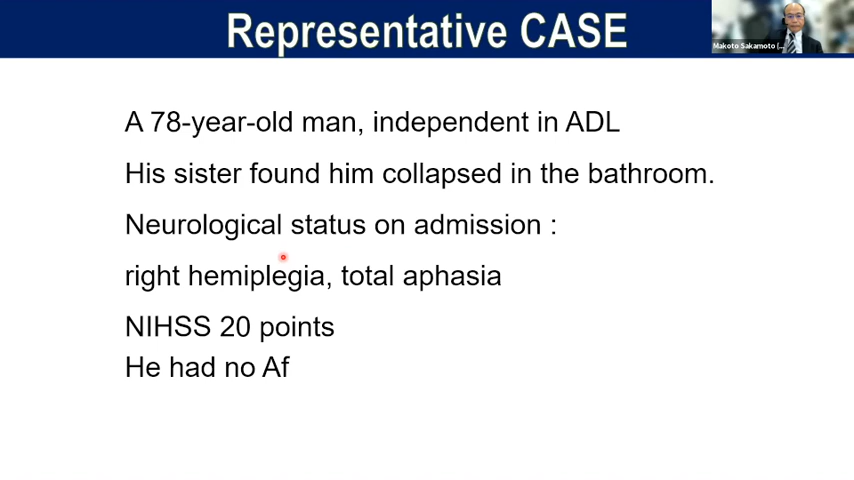 Representative CASE
Makoto Sakamoto (...
A 78-year-old man, independent in ADL
His sister found him collapsed in the bathroom.
Neurological status on admission :
right hemiplegia, total aphasia
NIHSS 20 points
He had no Af